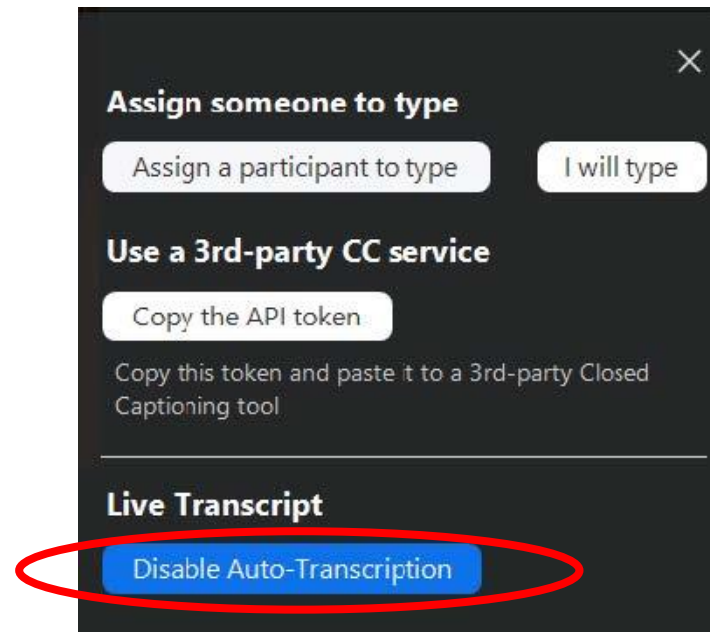 Assign someone to type
Assign a participant to type
I will type
Use a 3rd-party CC service
Copy the API token
Copy this token and paste it to a 3rd-party Closed
Captioning tool
Live Transcript
Disable Auto-Transcription